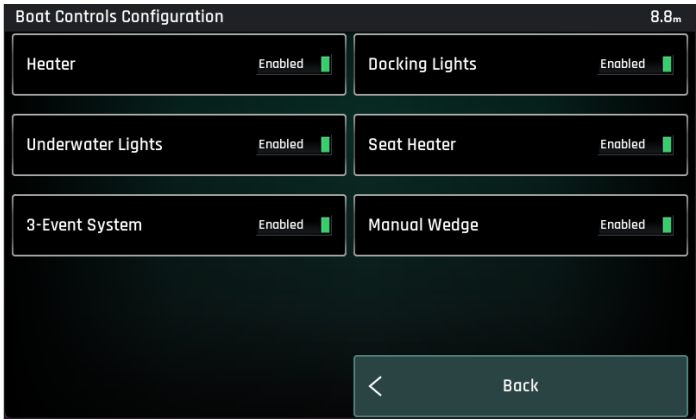 Boat Controls Configuration 8.8m
Heater Enabled Docking Lights Enabled
Underwater Lights Enabled Seat Heater Enabled
3-Event System Enabled Manual Wedge Enabled
Back